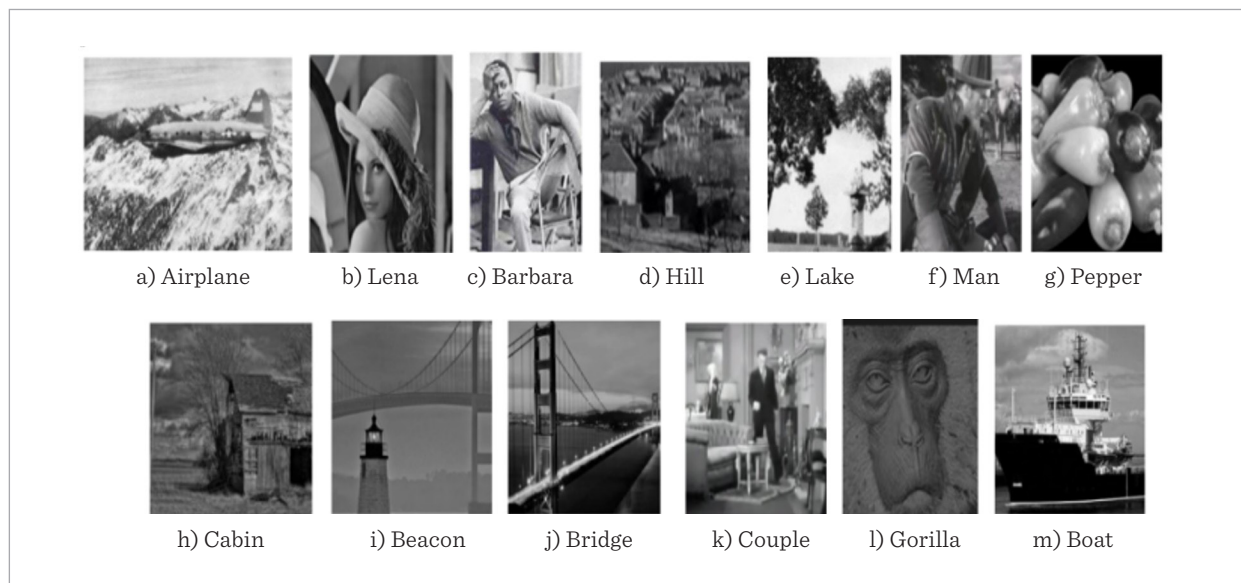 a) Airplane b) Lena c) Barbara d) Hill e) Lake f) Man g) Pepper
h) Cabin i) Beacon j) Bridge k) Couple l) Gorilla m) Boat